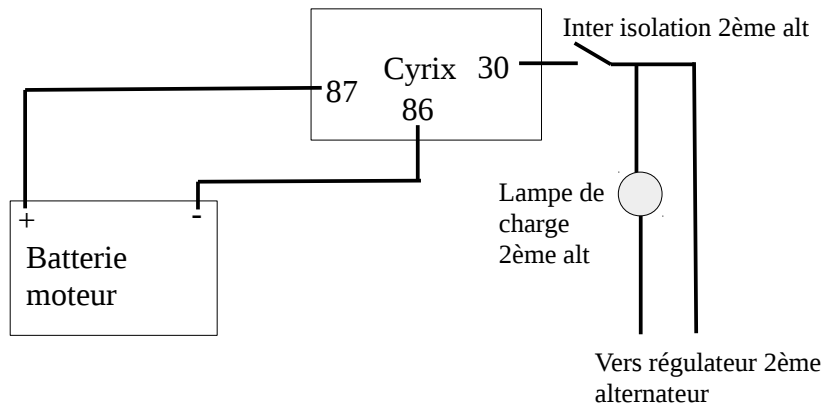 Inter isolation 2ème alt
Cyrix
30
87
86
Lampe de
charge
2ème alt
+
-
Batterie
moteur
Vers régulateur 2ème
alternateur